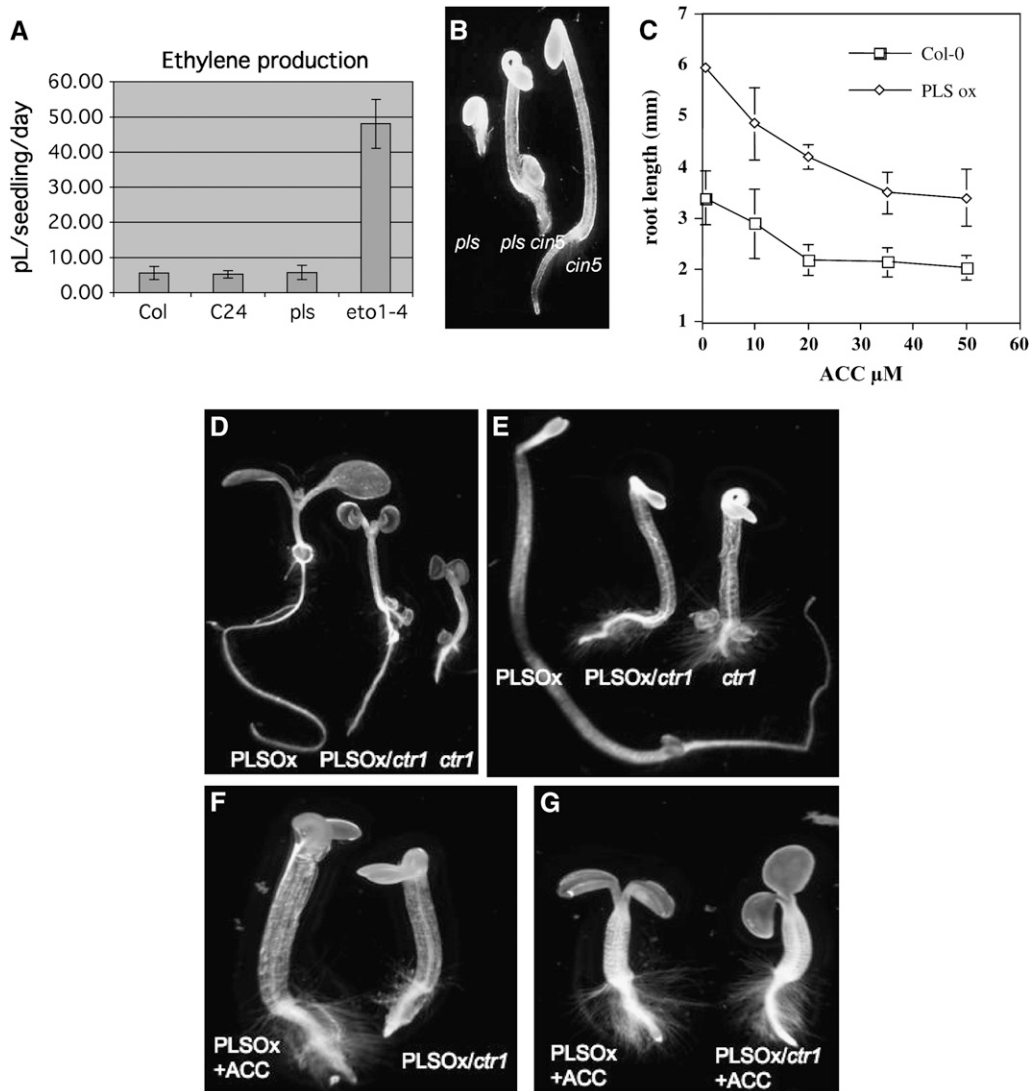 A
Ethylene production
pL/seedling/day
60.00
50.00
40.00
30.00
20.00
10.00
0.00
Col C24 pls eto1-4
B
pls pls cin5 cin5
C
root length (mm)
7
6
5
4
3
2
1
Col-0
PLS ox
0 10 20 30 40 50 60
ACC μM
D
PLSOx PLSOx/ctr1 ctr1
E
PLSOx PLSOx/ctr1 ctr1
F
PLSOx
+ACC
PLSOx/ctr1
G
PLSOx
+ACC
PLSOx/ctr1
+ACC